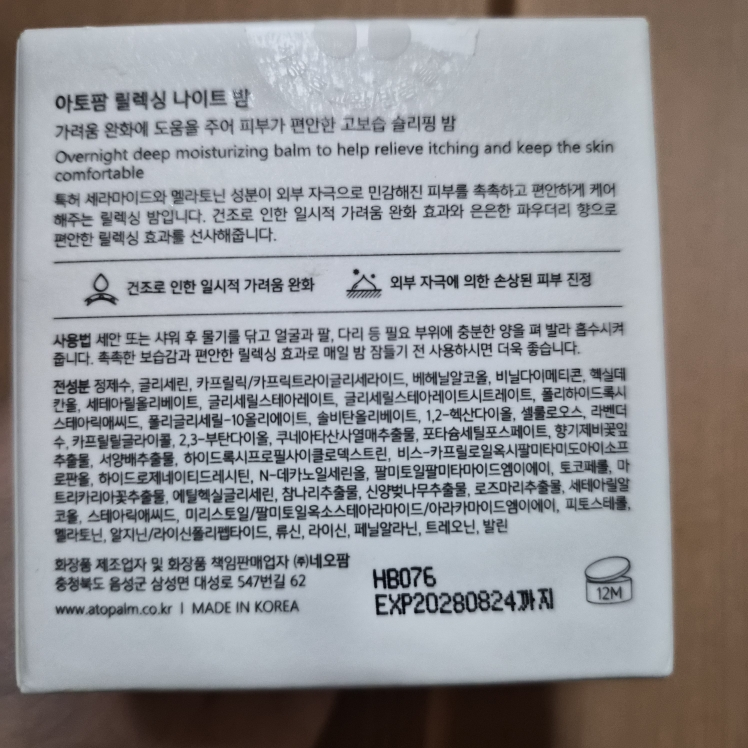 아토팜 릴렉싱 나이트 밤
가려움 완화에 도움을 주어 피부가 편안한 고보습 슬리핑 밤
Overnight deep moisturizing balm to help relieve itching and keep the skin
comfortable
특허 세라마이드와 멜라토닌 성분이 외부 자극으로 민감해진 피부를 촉촉하고 편안하게 케어
해주는 릴렉싱 밤입니다. 건조로 인한 일시적 가려움 완화 효과와 은은한 파우더리 향으로
편안한 릴렉싱 효과를 선사해줍니다.
건조로 인한 일시적 가려움 완화
외부 자극에 의한 손상된 피부 진정
사용법 세안 또는 샤워 후 물기를 닦고 얼굴과 팔, 다리 등 필요 부위에 충분한 양을 펴 발라 흡수시켜
줍니다. 촉촉한 보습감과 편안한 릴렉싱 효과로 매일 밤 잠들기 전 사용하시면 더욱 좋습니다.
전성분 정제수, 글리세린, 카프릴릭/카프릭트라이글리세라이드, 베헤닐알코올, 비닐다이메티콘, 헥실데
칸올, 세테아릴올리베이트, 글리세릴스테아레이트, 글리세릴스테아레이트시트레이트, 폴리하이드록시
스테아릭애씨드, 폴리글리세릴-10올리에이트, 솔비탄올리베이트, 1,2-헥산다이올, 셀룰로오스, 라벤더
수, 카프릴릴글라이콜, 2,3-부탄다이올, 쿠네아타산사열매추출물, 포타슘세틸포스페이트, 향기제비꽃잎
추출물, 서양배추출물, 하이드록시프로필사이클로덱스트린, 비스-카프릴로일옥시팔미타미도아이소프
로판올, 하이드로제네이티드레시틴, N-데카노일세린올, 팔미토일팔미타마이드엠이에이, 토코페롤, 마
트리카리아꽃추출물, 에틸헥실글리세린, 참나리추출물, 신양벚나무추출물, 로즈마리추출물, 세테아릴알
코올, 스테아릭애씨드, 미리스토일/팔미토일옥소스테아라마이드/아라카마이드엠이에이, 피토스테롤,
멜라토닌, 알지닌/라이신폴리펩타이드, 류신, 라이신, 페닐알라닌, 트레오닌, 발린
화장품 제조업자 및 화장품 책임판매업자 ㈜네오팜
충청북도 음성군 삼성면 대성로 547번길 62
www.atopalm.co.kr | MADE IN KOREA
HB076
EXP20280824까지
12M